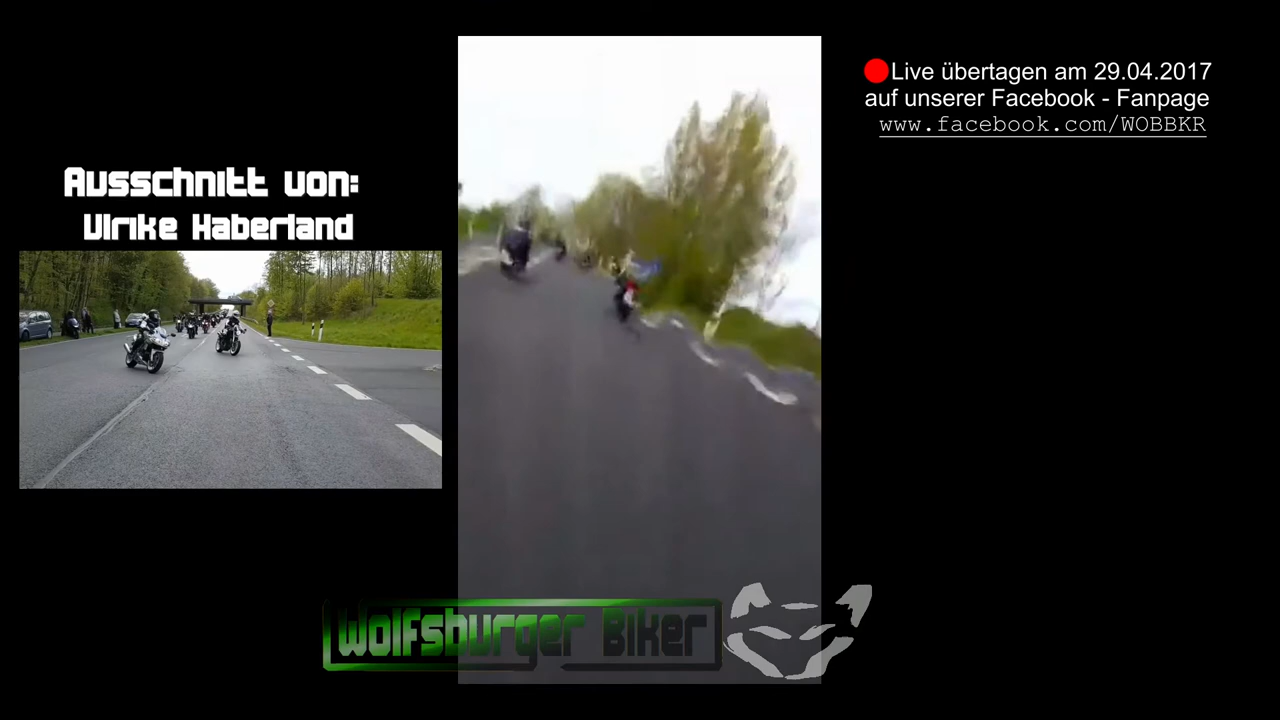 Live übertagen am 29.04.2017
auf unserer Facebook - Fanpage
www.facebook.com/WOBBKR
Ausschnitt von:
Ulrike Haberland
Wolfsburger Biker